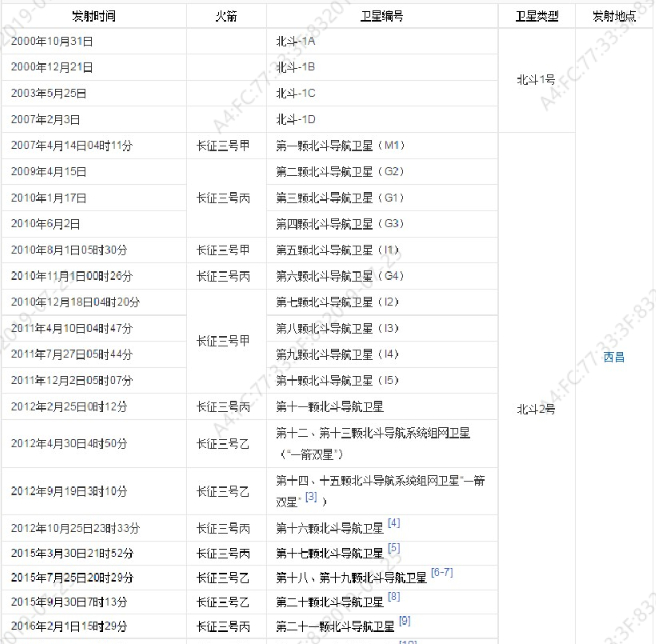 发射时间 火箭 卫星编号 卫星类型 发射地点
2000年10月31日 北斗-1A
2000年12月21日 北斗-1B
北斗1号
2003年5月25日 北斗-1C
2007年2月3日 北斗-1D
2007年4月14日04时11分 长征三号甲 第一颗北斗导航卫星（M1）
2009年4月15日 第二颗北斗导航卫星（G2）
2010年1月17日 长征三号丙 第三颗北斗导航卫星（G1）
2010年6月2日 第四颗北斗导航卫星（G3）
2010年8月1日05时30分 长征三号甲 第五颗北斗导航卫星（I1）
2010年11月1日00时26分 长征三号丙 第六颗北斗导航卫星（G4）
2010年12月18日04时20分 第七颗北斗导航卫星（I2）
2011年4月10日04时47分 第八颗北斗导航卫星（I3）
长征三号甲
2011年7月27日05时44分 第九颗北斗导航卫星（I4） 西昌
2011年12月2日05时07分 第十颗北斗导航卫星（I5）
2012年2月25日0时12分 长征三号丙 第十一颗北斗导航卫星 北斗2号
2012年4月30日4时50分 长征三号乙 第十二、第十三颗北斗导航系统组网卫星
（“一箭双星”）
2012年9月19日3时10分 长征三号乙 第十四、十五颗北斗导航系统组网卫星“一箭
双星” [3] ）
2012年10月25日23时33分 长征三号丙 第十六颗北斗导航卫星 [4]
2015年3月30日21时52分 长征三号丙 第十七颗北斗导航卫星 [5]
2015年7月25日20时29分 长征三号乙 第十八、第十九颗北斗导航卫星 [6-7]
2015年9月30日7时13分 长征三号乙 第二十颗北斗导航卫星 [8]
2016年2月1日15时29分 长征三号丙 第二十一颗北斗导航卫星 [9]